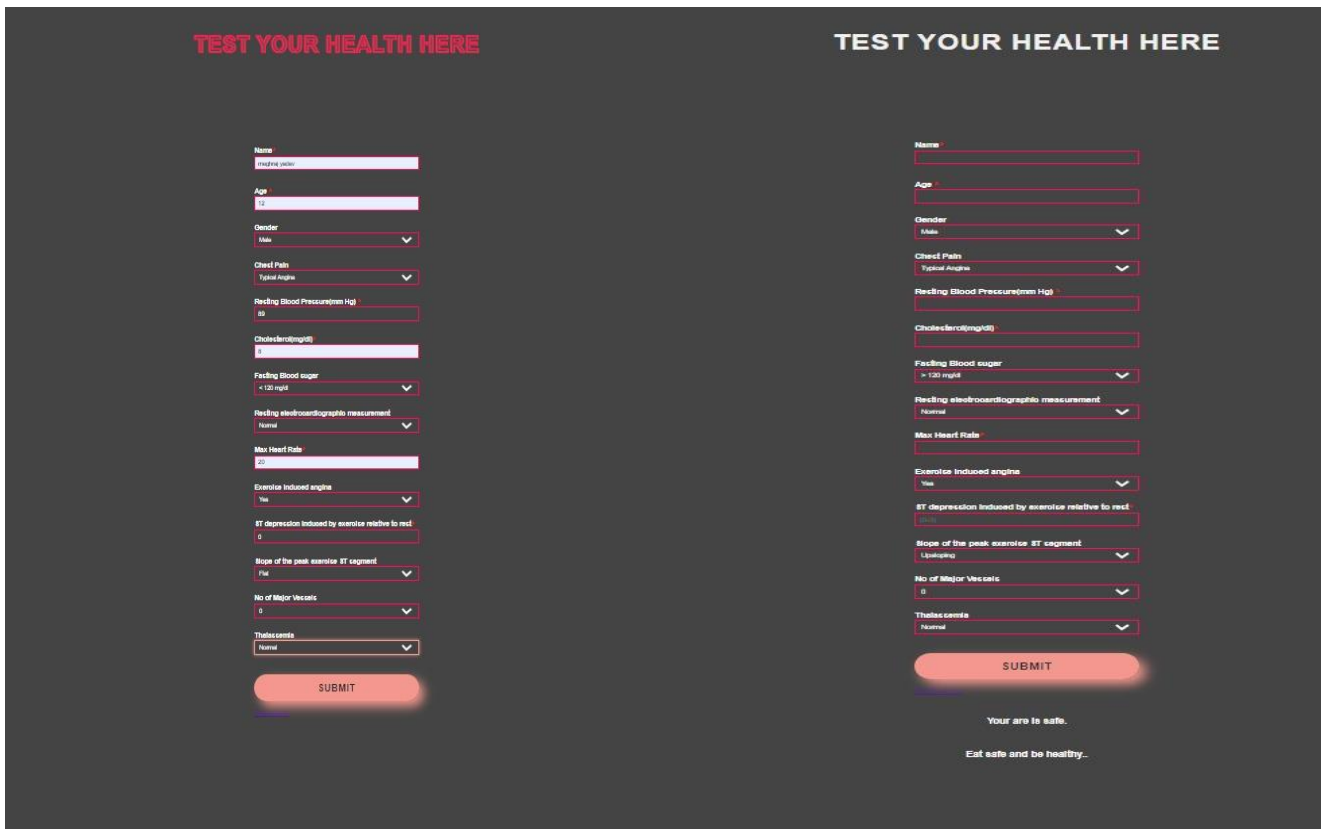 TEST YOUR HEALTH HERE
Name*
meghraj yadav
Age *
12
Gender
Male
Chest Pain
Typical Angina
Resting Blood Pressure(mm Hg) *
89
Cholesterol(mg/dl)*
Fasting Blood sugar
< 120 mg/dl
Resting electrocardiographic measurement
Normal
Max Heart Rate*
20
Exercise induced angina
Yes
ST depression induced by exercise relative to rest*
0
Slope of the peak exercise ST segment
Flat
No of Major Vessels
0
Thalassemia
Normal
SUBMIT
TEST YOUR HEALTH HERE
Name*
Age *
Gender
Male
Chest Pain
Typical Angina
Resting Blood Pressure(mm Hg) *
Cholesterol(mg/dl)*
Fasting Blood sugar
> 120 mg/dl
Resting electrocardiographic measurement
Normal
Max Heart Rate*
Exercise induced angina
Yes
ST depression induced by exercise relative to rest*
Slope of the peak exercise ST segment
Upsloping
No of Major Vessels
0
Thalassemia
Normal
SUBMIT
Your are is safe.
Eat safe and be healthy..